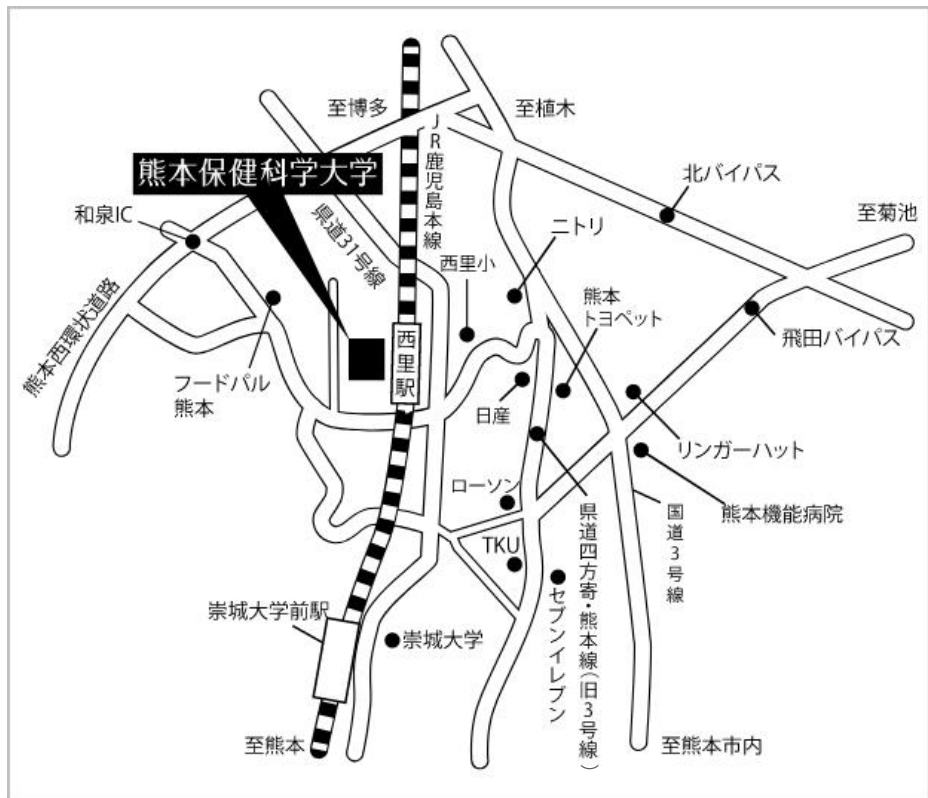 至博多
至植木
JR鹿児島本線
熊本保健科学大学
北バイパス
和泉IC
県道31号線
至菊池
ニトリ
西里小
熊本
トヨペット
熊本西環状道路
飛田バイパス
西里駅
フードパル
熊本
日産
リンガーハット
ローソン
熊本機能病院
県道四方寄・熊本線(旧3号線)
国道3号線
TKU
セブンイレブン
崇城大学前駅
崇城大学
至熊本
至熊本市内